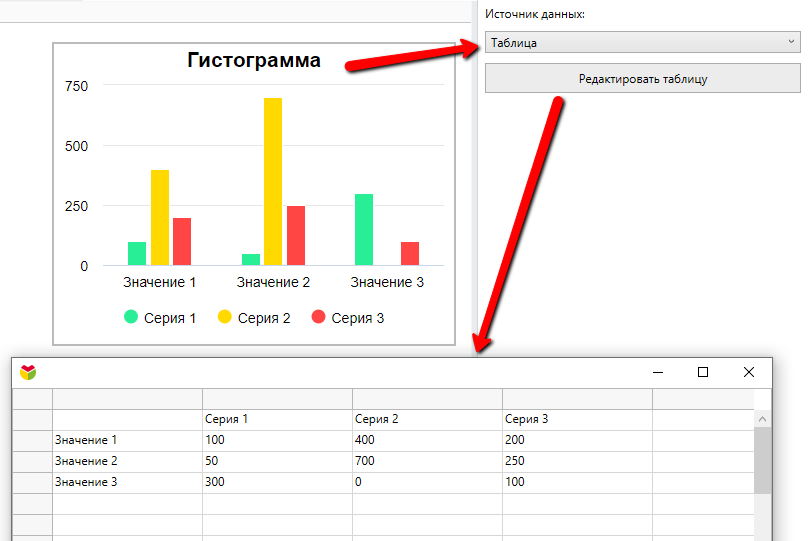 Источник данных:
Гистограмма
Таблица
Редактировать таблицу
750
500
250
0
Значение 1 Значение 2 Значение 3
Серия 1 Серия 2 Серия 3
Серия 1 Серия 2 Серия 3
Значение 1 100 400 200
Значение 2 50 700 250
Значение 3 300 0 100